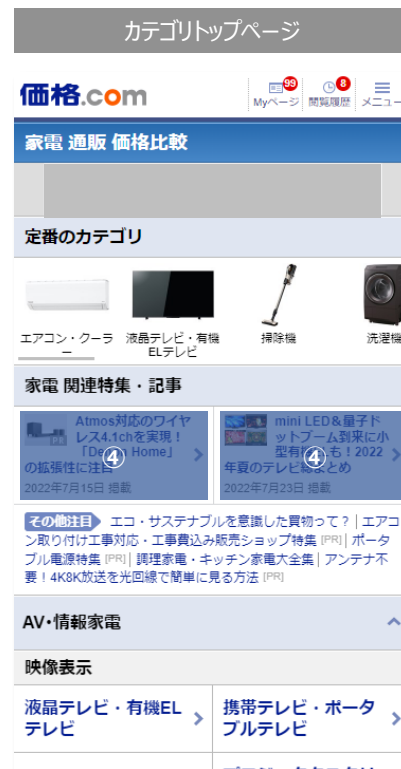 カテゴリトップページ
価格.com
99
8
Myページ 閲覧履歴 メニュー
家電 通販 価格比較
定番のカテゴリ
エアコン・クーラー
液晶テレビ・有機ELテレビ
掃除機
洗濯機
家電 関連特集・記事
Atmos対応のワイヤ
レス4.1chを実現！
「De Home」
の拡張性に注目
2022年7月15日 掲載
④
mini LED&量子ド
ットブーム到来に小
型有 も！2022
年夏のテレビ まとめ
2022年7月23日 掲載
④
その他注目 エコ・サステナブルを意識した買物って？| エアコ
ン取り付け工事対応・工事費込み販売ショップ特集 [PR]| ポータ
ブル電源特集 [PR]| 調理家電・キッチン家電大全集| アンテナ不
要！4K8K放送を光回線で簡単に見る方法 [PR]
AV・情報家電
映像表示
液晶テレビ・有機EL
テレビ
携帯テレビ・ポータ
ブルテレビ